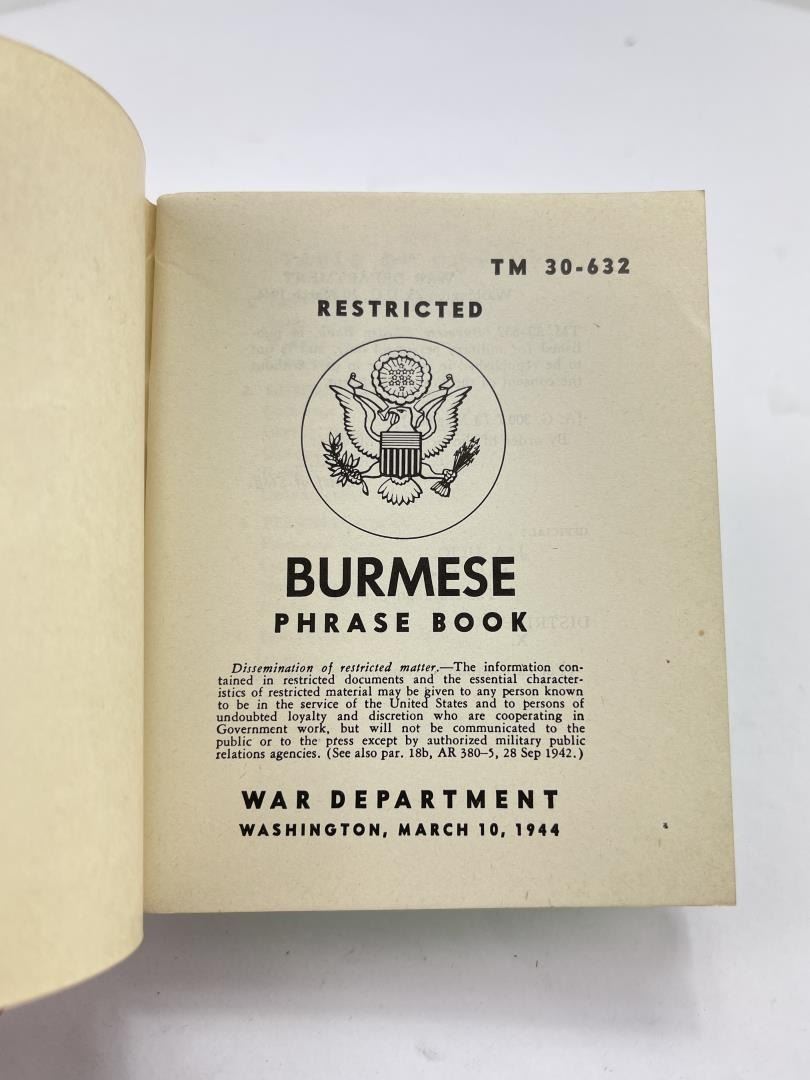 TM 30-632
RESTRICTED
BURMESE
PHRASE BOOK
Dissemination of restricted matter.—The information con-
tained in restricted documents and the essential character-
istics of restricted material may be given to any person known
to be in the service of the United States and to persons of
undoubted loyalty and discretion who are cooperating in
Government work, but will not be communicated to the
public or to the press except by authorized military public
relations agencies. (See also par. 18b, AR 380–5, 28 Sep 1942.)
WAR DEPARTMENT
WASHINGTON, MARCH 10, 1944